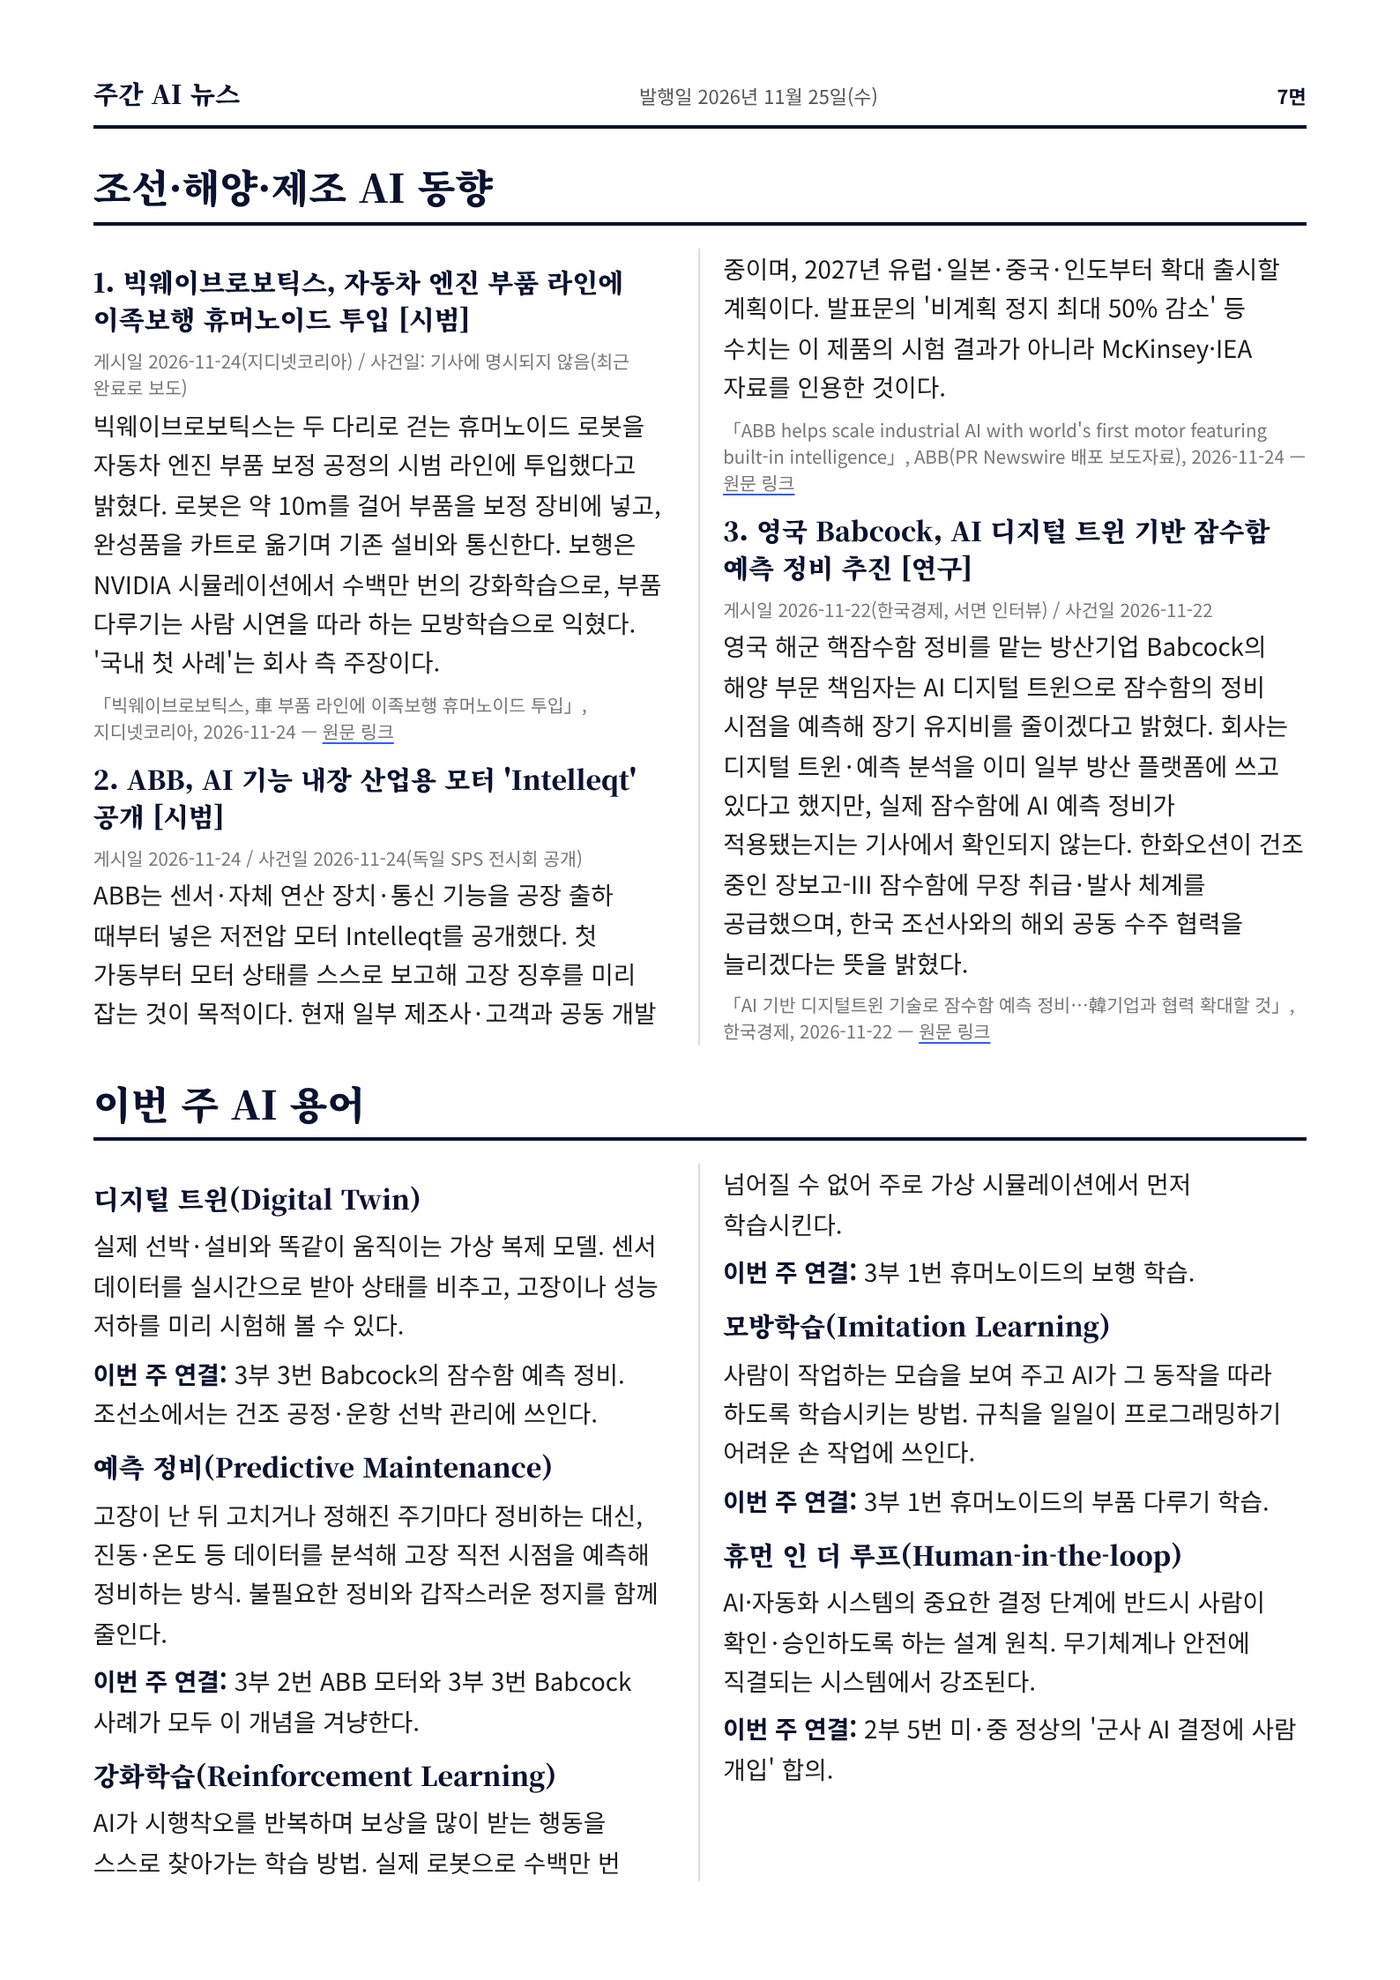 주간 AI 뉴스
발행일 2026년 11월 25일(수)
7면
조선·해양·제조 AI 동향
1. 빅웨이브로보틱스, 자동차 엔진 부품 라인에
이족보행 휴머노이드 투입 [시범]
게시일 2026-11-24(지디넷코리아) / 사건일: 기사에 명시되지 않음(최근
완료로 보도)
빅웨이브로보틱스는 두 다리로 걷는 휴머노이드 로봇을
자동차 엔진 부품 보정 공정의 시범 라인에 투입했다고
밝혔다. 로봇은 약 10m를 걸어 부품을 보정 장비에 넣고,
완성품을 카트로 옮기며 기존 설비와 통신한다. 보행은
NVIDIA 시뮬레이션에서 수백만 번의 강화학습으로, 부품
다루기는 사람 시연을 따라 하는 모방학습으로 익혔다.
'국내 첫 사례'는 회사 측 주장이다.
「빅웨이브로보틱스, 車 부품 라인에 이족보행 휴머노이드 투입」,
지디넷코리아, 2026-11-24 — 원문 링크
2. ABB, AI 기능 내장 산업용 모터 'Intelleqt'
공개 [시범]
게시일 2026-11-24 / 사건일 2026-11-24(독일 SPS 전시회 공개)
ABB는 센서·자체 연산 장치·통신 기능을 공장 출하
때부터 넣은 저전압 모터 Intelleqt를 공개했다. 첫
가동부터 모터 상태를 스스로 보고해 고장 징후를 미리
잡는 것이 목적이다. 현재 일부 제조사·고객과 공동 개발
중이며, 2027년 유럽·일본·중국·인도부터 확대 출시할
계획이다. 발표문의 '비계획 정지 최대 50% 감소' 등
수치는 이 제품의 시험 결과가 아니라 McKinsey·IEA
자료를 인용한 것이다.
「ABB helps scale industrial AI with world's first motor featuring
built-in intelligence」, ABB(PR Newswire 배포 보도자료), 2026-11-24 —
원문 링크
3. 영국 Babcock, AI 디지털 트윈 기반 잠수함
예측 정비 추진 [연구]
게시일 2026-11-22(한국경제, 서면 인터뷰) / 사건일 2026-11-22
영국 해군 핵잠수함 정비를 맡는 방산기업 Babcock의
해양 부문 책임자는 AI 디지털 트윈으로 잠수함의 정비
시점을 예측해 장기 유지비를 줄이겠다고 밝혔다. 회사는
디지털 트윈·예측 분석을 이미 일부 방산 플랫폼에 쓰고
있다고 했지만, 실제 잠수함에 AI 예측 정비가
적용됐는지는 기사에서 확인되지 않는다. 한화오션이 건조
중인 장보고-III 잠수함에 무장 취급·발사 체계를
공급했으며, 한국 조선사와의 해외 공동 수주 협력을
늘리겠다는 뜻을 밝혔다.
「AI 기반 디지털트윈 기술로 잠수함 예측 정비…韓기업과 협력 확대할 것」,
한국경제, 2026-11-22 — 원문 링크
이번 주 AI 용어
디지털 트윈(Digital Twin)
실제 선박·설비와 똑같이 움직이는 가상 복제 모델. 센서
데이터를 실시간으로 받아 상태를 비추고, 고장이나 성능
저하를 미리 시험해 볼 수 있다.
이번 주 연결: 3부 3번 Babcock의 잠수함 예측 정비.
조선소에서는 건조 공정·운항 선박 관리에 쓰인다.
예측 정비(Predictive Maintenance)
고장이 난 뒤 고치거나 정해진 주기마다 정비하는 대신,
진동·온도 등 데이터를 분석해 고장 직전 시점을 예측해
정비하는 방식. 불필요한 정비와 갑작스러운 정지를 함께
줄인다.
이번 주 연결: 3부 2번 ABB 모터와 3부 3번 Babcock
사례가 모두 이 개념을 겨냥한다.
강화학습(Reinforcement Learning)
AI가 시행착오를 반복하며 보상을 많이 받는 행동을
스스로 찾아가는 학습 방법. 실제 로봇으로 수백만 번
넘어질 수 없어 주로 가상 시뮬레이션에서 먼저
학습시킨다.
이번 주 연결: 3부 1번 휴머노이드의 보행 학습.
모방학습(Imitation Learning)
사람이 작업하는 모습을 보여 주고 AI가 그 동작을 따라
하도록 학습시키는 방법. 규칙을 일일이 프로그래밍하기
어려운 손 작업에 쓰인다.
이번 주 연결: 3부 1번 휴머노이드의 부품 다루기 학습.
휴먼 인 더 루프(Human-in-the-loop)
AI·자동화 시스템의 중요한 결정 단계에 반드시 사람이
확인·승인하도록 하는 설계 원칙. 무기체계나 안전에
직결되는 시스템에서 강조된다.
이번 주 연결: 2부 5번 미·중 정상의 '군사 AI 결정에 사람
개입' 합의.